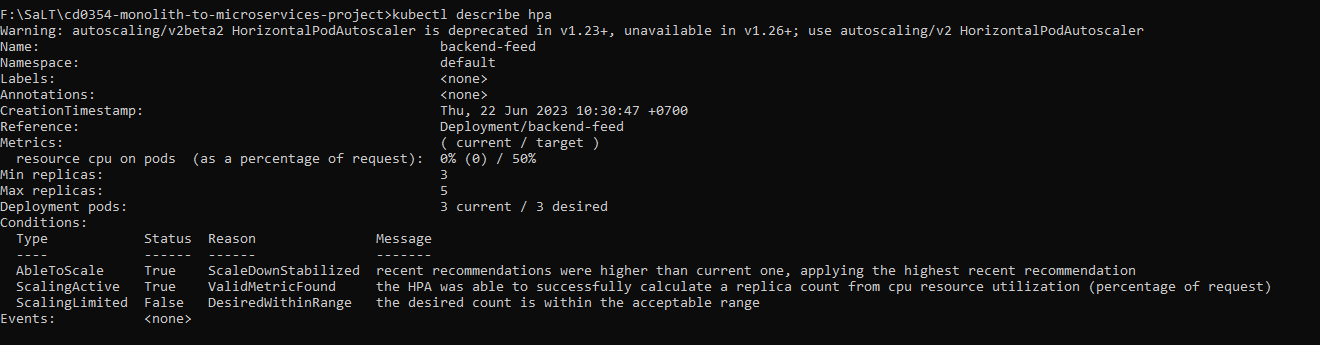 F:\SaLT\cd0354-monolith-to-microservices-project>kubectl describe hpa
Warning: autoscaling/v2beta2 HorizontalPodAutoscaler is deprecated in v1.23+, unavailable in v1.26+; use autoscaling/v2 HorizontalPodAutoscaler
Name:                                                  backend-feed
Namespace:                                             default
Labels:                                                <none>
Annotations:                                           <none>
CreationTimestamp:                                     Thu, 22 Jun 2023 10:30:47 +0700
Reference:                                             Deployment/backend-feed
Metrics:                                               ( current / target )
  resource cpu on pods  (as a percentage of request):  0% (0) / 50%
Min replicas:                                          3
Max replicas:                                          5
Deployment pods:                                       3 current / 3 desired
Conditions:
  Type            Status  Reason               Message
  ----            ------  ------               -------
  AbleToScale     True    ScaleDownStabilized  recent recommendations were higher than current one, applying the highest recent recommendation
  ScalingActive   True    ValidMetricFound     the HPA was able to successfully calculate a replica count from cpu resource utilization (percentage of request)
  ScalingLimited  False   DesiredWithinRange   the desired count is within the acceptable range
Events:           <none>